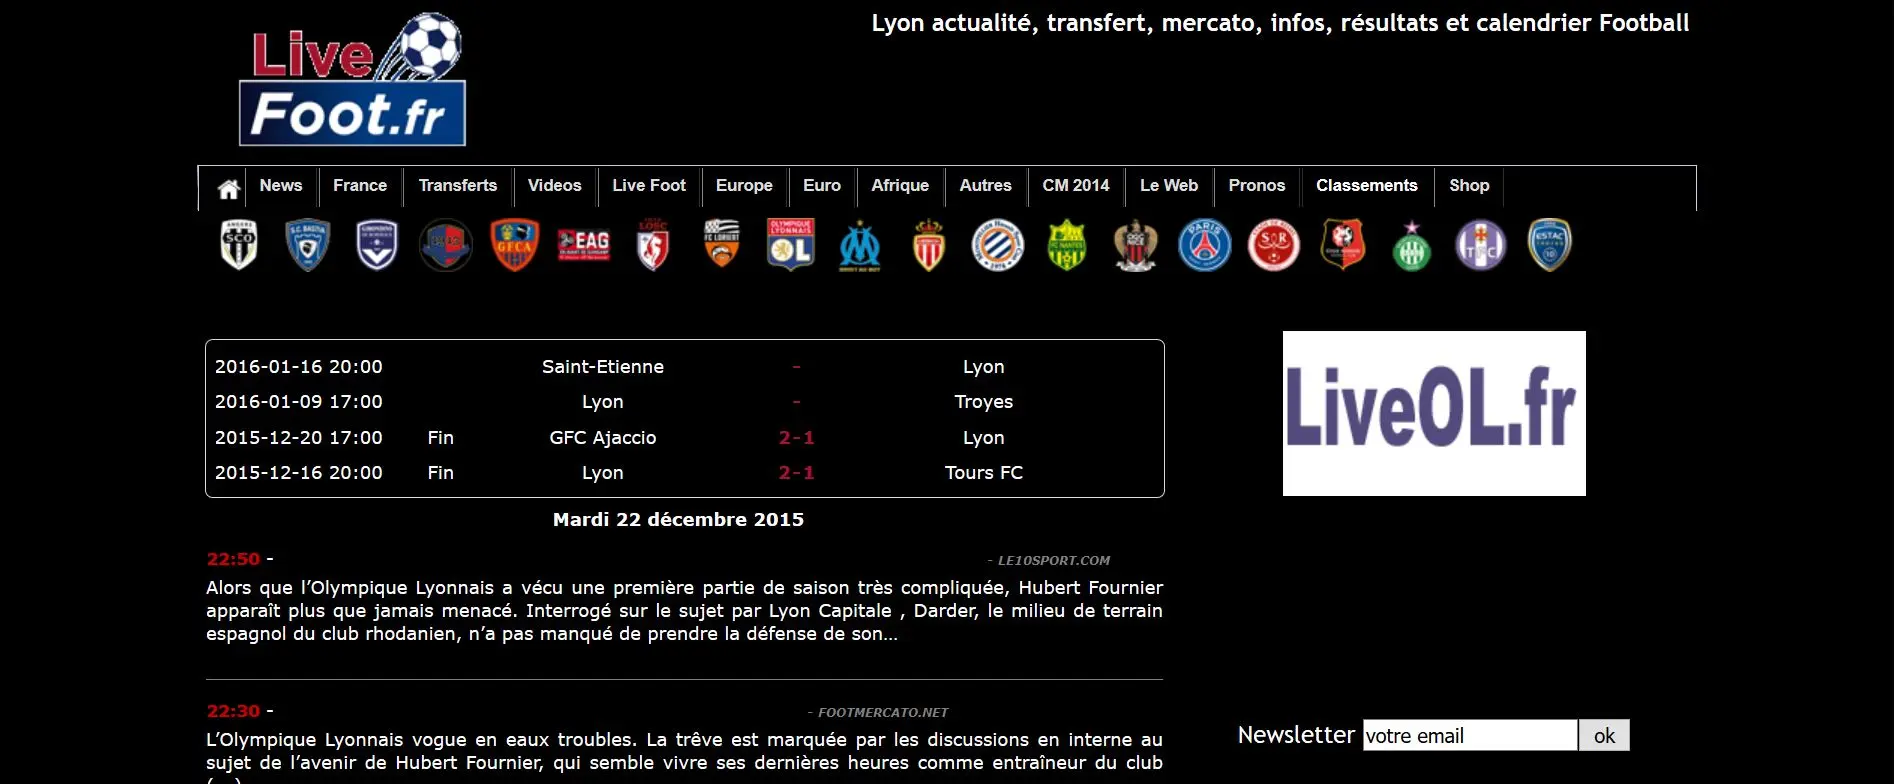 Live
Foot.fr
Lyon actualité, transfert, mercato, infos, résultats et calendrier Football
News France Transferts Videos Live Foot Europe Euro Afrique Autres CM 2014 Le Web Pronos Classements Shop
2016-01-16 20:00 Saint-Etienne - Lyon
2016-01-09 17:00 Lyon - Troyes
2015-12-20 17:00 Fin GFC Ajaccio 2-1 Lyon
2015-12-16 20:00 Fin Lyon 2-1 Tours FC
LiveOL.fr
Mardi 22 décembre 2015
22:50 - - LE10SPORT.COM
Alors que l’Olympique Lyonnais a vécu une première partie de saison très compliquée, Hubert Fournier
apparaît plus que jamais menacé. Interrogé sur le sujet par Lyon Capitale , Darder, le milieu de terrain
espagnol du club rhodanien, n’a pas manqué de prendre la défense de son…
22:30 - - FOOTMERCATO.NET
L’Olympique Lyonnais vogue en eaux troubles. La trêve est marquée par les discussions en interne au
sujet de l’avenir de Hubert Fournier, qui semble vivre ses dernières heures comme entraîneur du club
Newsletter votre email ok